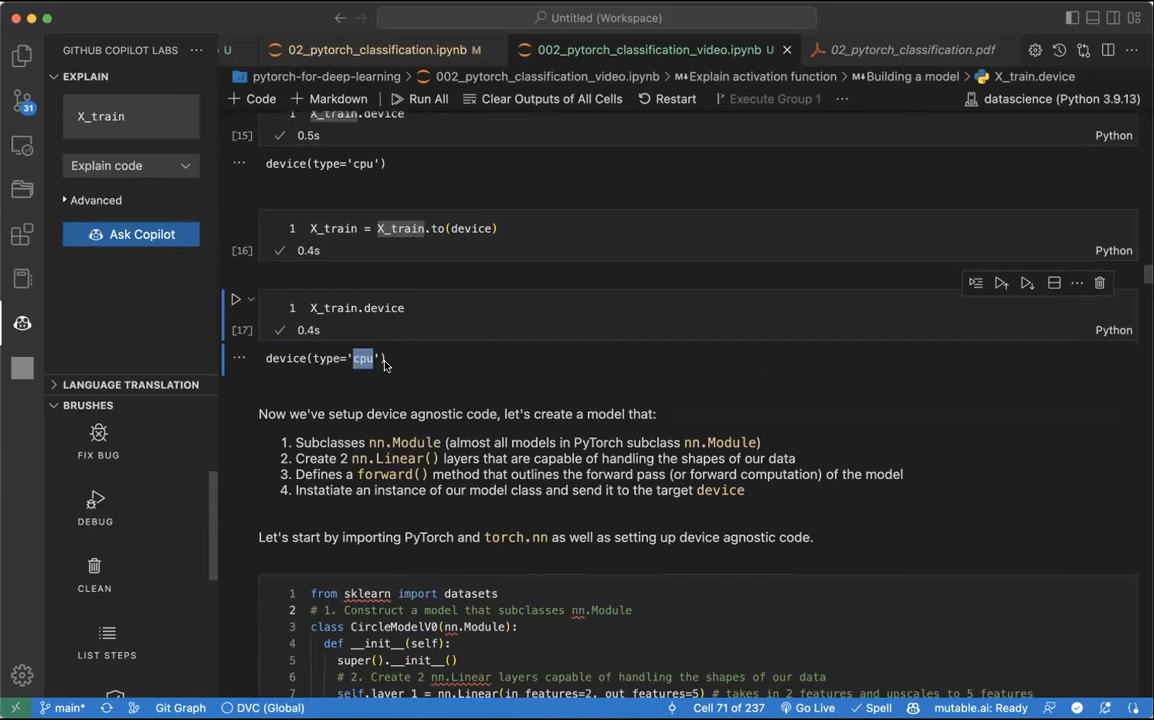 Untitled (Workspace)
GITHUB COPILOT LABS
EXPLAIN
X_train
Explain code
Advanced
Ask Copilot
LANGUAGE TRANSLATION
BRUSHES
FIX BUG
DEBUG
CLEAN
LIST STEPS
31
U
02_pytorch_classification.ipynb M
002_pytorch_classification_video.ipynb U
02_pytorch_classification.pdf
pytorch-for-deep-learning > 002_pytorch_classification_video.ipynb > Explain activation function > Building a model > X_train.device
+ Code + Markdown Run All Clear Outputs of All Cells Restart Execute Group 1 ... datascience (Python 3.9.13)
1 X_train.device
[15] 0.5s Python
device(type='cpu')
1 X_train = X_train.to(device)
[16] 0.4s Python
1 X_train.device
[17] 0.4s Python
device(type='cpu')
Now we've setup device agnostic code, let's create a model that:
1. Subclasses nn.Module (almost all models in PyTorch subclass nn.Module)
2. Create 2 nn.Linear() layers that are capable of handling the shapes of our data
3. Defines a forward() method that outlines the forward pass (or forward computation) of the model
4. Instatiate an instance of our model class and send it to the target device
Let's start by importing PyTorch and torch.nn as well as setting up device agnostic code.
1 from sklearn import datasets
2 # 1. Construct a model that subclasses nn.Module
3 class CircleModelV0(nn.Module):
4 def __init__(self):
5 super().__init__()
6 # 2. Create 2 nn.Linear layers capable of handling the shapes of our data
7 self.layer_1 = nn.Linear(in_features=2, out_features=5) # takes in 2 features and upscales to 5 features
main* Git Graph DVC (Global) Cell 71 of 237 Go Live Spell mutable.ai: Ready